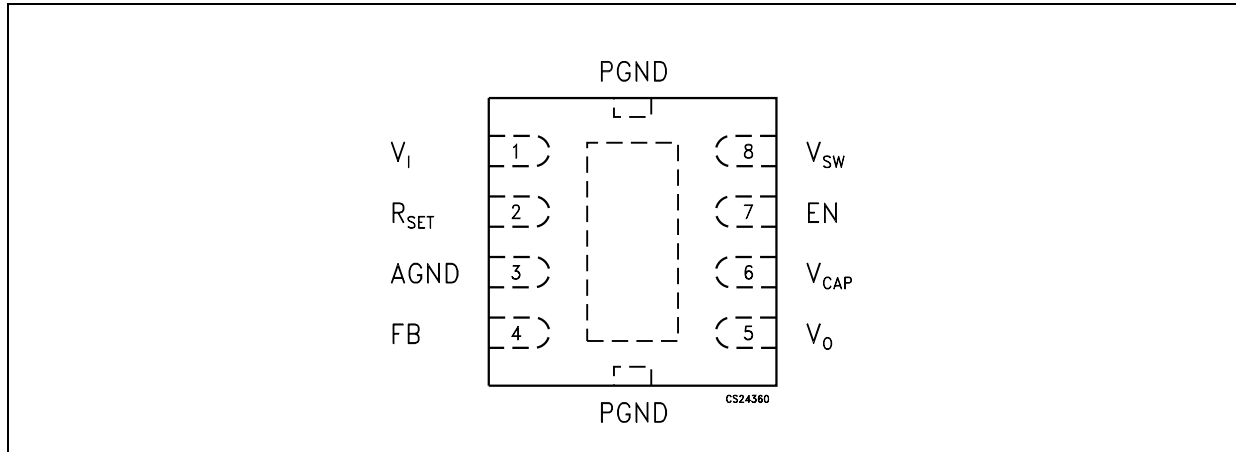 PGND
V_I 1 8 V_SW
R_SET 2 7 EN
AGND 3 6 V_CAP
FB 4 5 V_O
CS24360
PGND